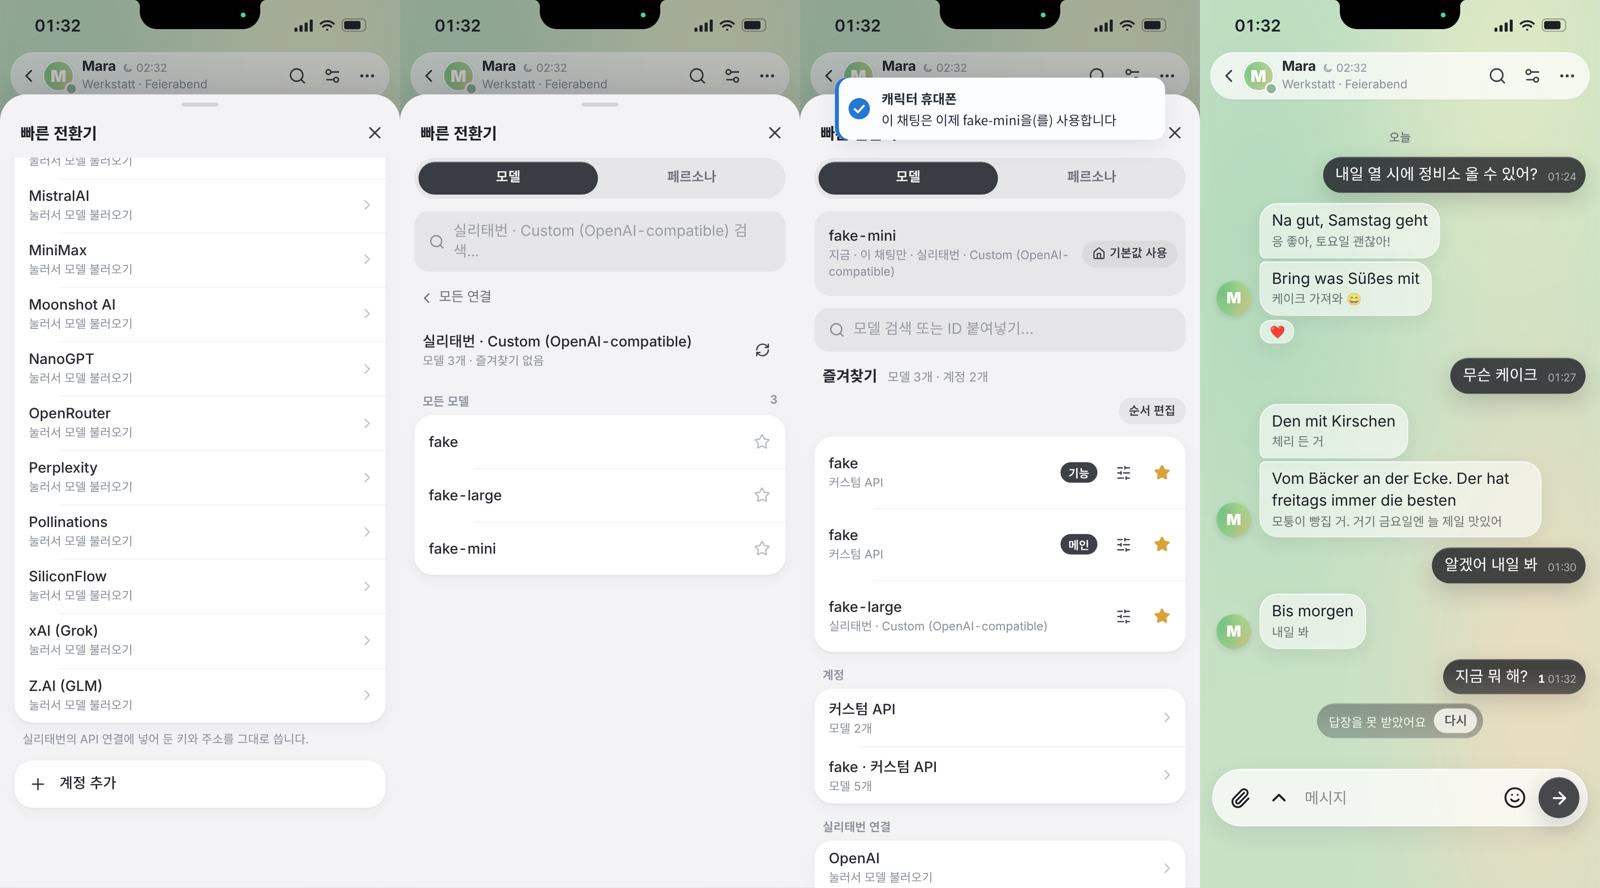 01:32
Mara 02:32
Werkstatt · Feierabend
빠른 전환기
눌러서 모델 불러오기
MistralAI
눌러서 모델 불러오기
MiniMax
눌러서 모델 불러오기
Moonshot AI
눌러서 모델 불러오기
NanoGPT
눌러서 모델 불러오기
OpenRouter
눌러서 모델 불러오기
Perplexity
눌러서 모델 불러오기
Pollinations
눌러서 모델 불러오기
SiliconFlow
눌러서 모델 불러오기
xAI (Grok)
눌러서 모델 불러오기
Z.AI (GLM)
눌러서 모델 불러오기
실리태번의 API 연결에 넣어 둔 키와 주소를 그대로 씁니다.
계정 추가
01:32
Mara 02:32
Werkstatt · Feierabend
빠른 전환기
모델 페르소나
실리태번 · Custom (OpenAI-compatible) 검
색...
모든 연결
실리태번 · Custom (OpenAI-compatible)
모델 3개 · 즐겨찾기 없음
모든 모델 3
fake
fake-large
fake-mini
01:32
Mara 02:32
캐릭터 휴대폰
이 채팅은 이제 fake-mini을(를) 사용합니다
모델 페르소나
fake-mini
지금 · 이 채팅만 · 실리태번 · Custom (OpenAI-
compatible)
기본값 사용
모델 검색 또는 ID 붙여넣기...
즐겨찾기 모델 3개 · 계정 2개
순서 편집
fake
커스텀 API
기능
fake
커스텀 API
메인
fake-large
실리태번 · Custom (OpenAI-compatible)
계정
커스텀 API
모델 2개
fake · 커스텀 API
모델 5개
실리태번 연결
OpenAI
눌러서 모델 불러오기
01:32
M
Mara 02:32
Werkstatt · Feierabend
오늘
내일 열 시에 정비소 올 수 있어? 01:24
Na gut, Samstag geht
응 좋아, 토요일 괜찮아!
Bring was Süßes mit
케이크 가져와 😄
M
❤️
무슨 케이크 01:27
Den mit Kirschen
체리 든 거
Vom Bäcker an der Ecke. Der hat
freitags immer die besten
모퉁이 빵집 거. 거기 금요일엔 늘 제일 맛있어
M
알겠어 내일 봐 01:30
Bis morgen
내일 봐
M
지금 뭐 해? 1 01:32
답장을 못 받았어요 다시
메시지